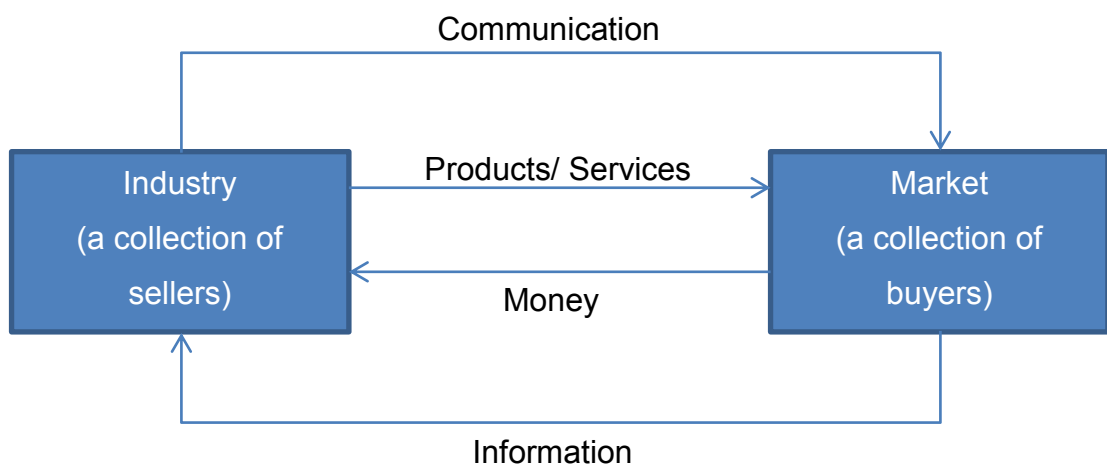 Communication
Industry
(a collection of
sellers)
Products/ Services
Money
Market
(a collection of
buyers)
Information